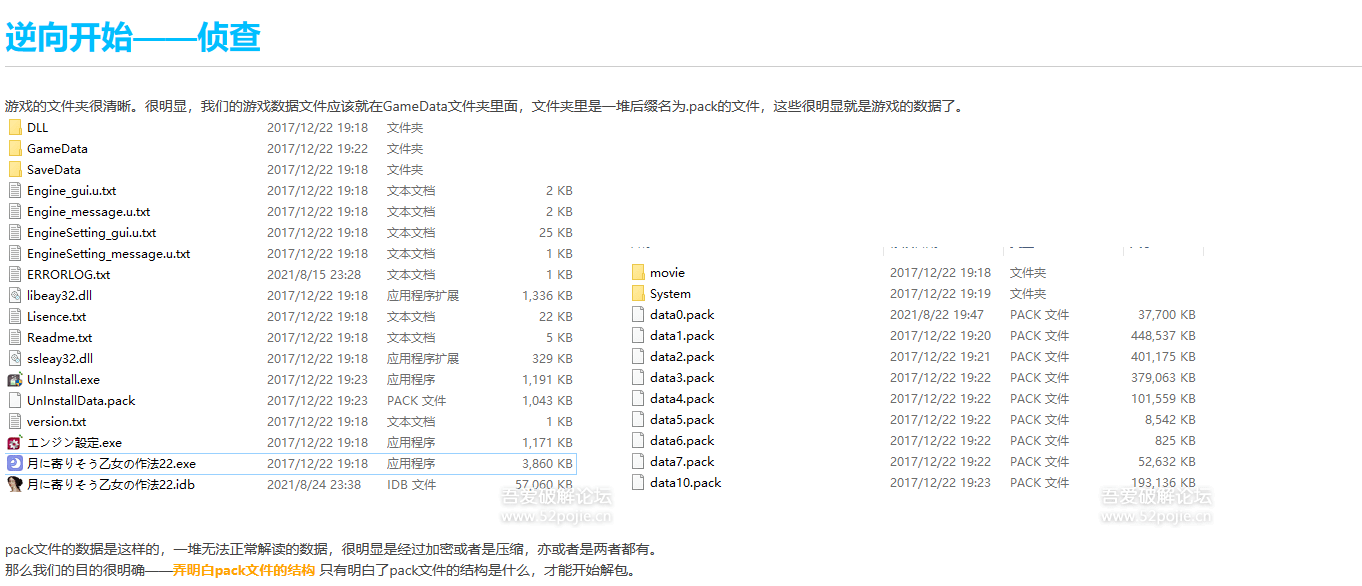 逆向开始——侦查
游戏的文件夹很清晰。很明显，我们的游戏数据文件应该就在GameData文件夹里面，文件夹里是一堆后缀名为.pack的文件，这些很明显就是游戏的数据了。
DLL 2017/12/22 19:18 文件夹
GameData 2017/12/22 19:22 文件夹
SaveData 2017/12/22 19:18 文件夹
Engine_gui.u.txt 2017/12/22 19:18 文本文档 2 KB
Engine_message.u.txt 2017/12/22 19:18 文本文档 2 KB
EngineSetting_gui.u.txt 2017/12/22 19:18 文本文档 25 KB
EngineSetting_message.u.txt 2017/12/22 19:18 文本文档 1 KB
ERRORLOG.txt 2021/8/15 23:28 文本文档 1 KB
libeay32.dll 2017/12/22 19:18 应用程序扩展 1,336 KB
Lisence.txt 2017/12/22 19:18 文本文档 22 KB
Readme.txt 2017/12/22 19:18 文本文档 5 KB
ssleay32.dll 2017/12/22 19:18 应用程序扩展 329 KB
UnInstall.exe 2017/12/22 19:23 应用程序 1,191 KB
UnInstallData.pack 2017/12/22 19:23 PACK 文件 1,043 KB
version.txt 2017/12/22 19:18 文本文档 1 KB
エンジン設定.exe 2017/12/22 19:18 应用程序 1,171 KB
月に寄りそう乙女の作法22.exe 2017/12/22 19:18 应用程序 3,860 KB
月に寄りそう乙女の作法22.idb 2021/8/24 23:38 IDB 文件 57,060 KB
吾爱破解论坛
www.52pojie.cn
movie 2017/12/22 19:18 文件夹
System 2017/12/22 19:19 文件夹
data0.pack 2021/8/22 19:47 PACK 文件 37,700 KB
data1.pack 2017/12/22 19:20 PACK 文件 448,537 KB
data2.pack 2017/12/22 19:21 PACK 文件 401,175 KB
data3.pack 2017/12/22 19:22 PACK 文件 379,063 KB
data4.pack 2017/12/22 19:22 PACK 文件 101,559 KB
data5.pack 2017/12/22 19:22 PACK 文件 8,542 KB
data6.pack 2017/12/22 19:22 PACK 文件 825 KB
data7.pack 2017/12/22 19:22 PACK 文件 52,632 KB
data10.pack 2017/12/22 19:23 PACK 文件 193,136 KB
吾爱破解论坛
www.52pojie.cn
pack文件的数据是这样的，一堆无法正常解读的数据，很明显是经过加密或者是压缩，亦或者是两者都有。
那么我们的目的很明确——弄明白pack文件的结构 只有明白了pack文件的结构是什么，才能开始解包。